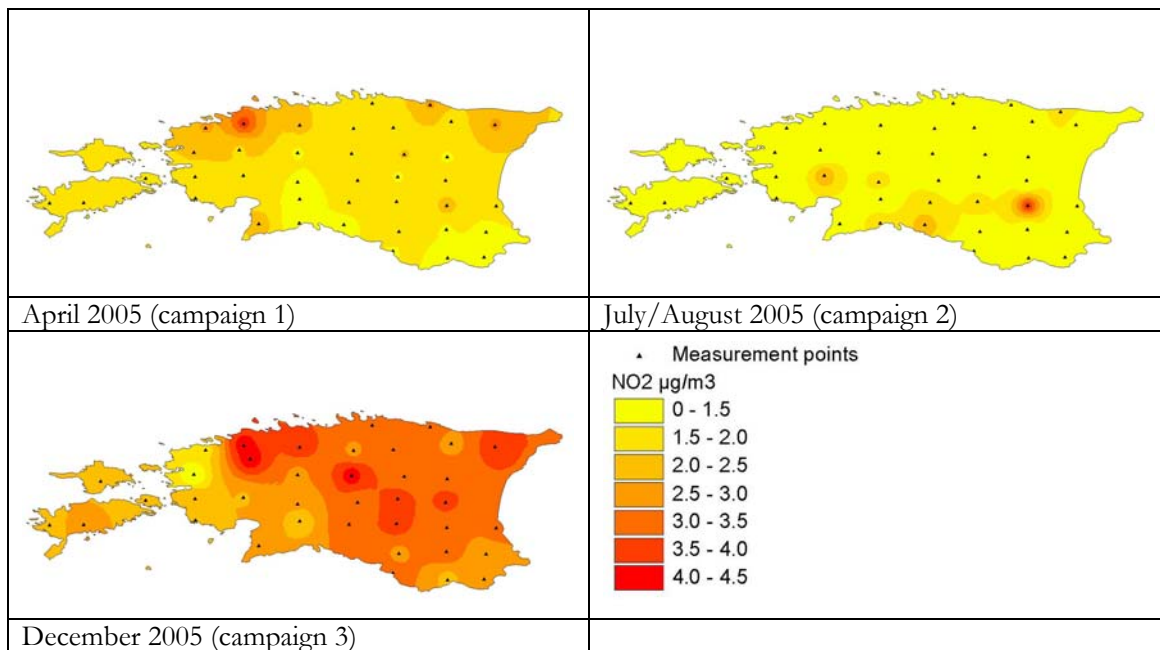 April 2005 (campaign 1)
July/August 2005 (campaign 2)
December 2005 (campaign 3)
Measurement points
NO2 µg/m3
0 - 1.5
1.5 - 2.0
2.0 - 2.5
2.5 - 3.0
3.0 - 3.5
3.5 - 4.0
4.0 - 4.5